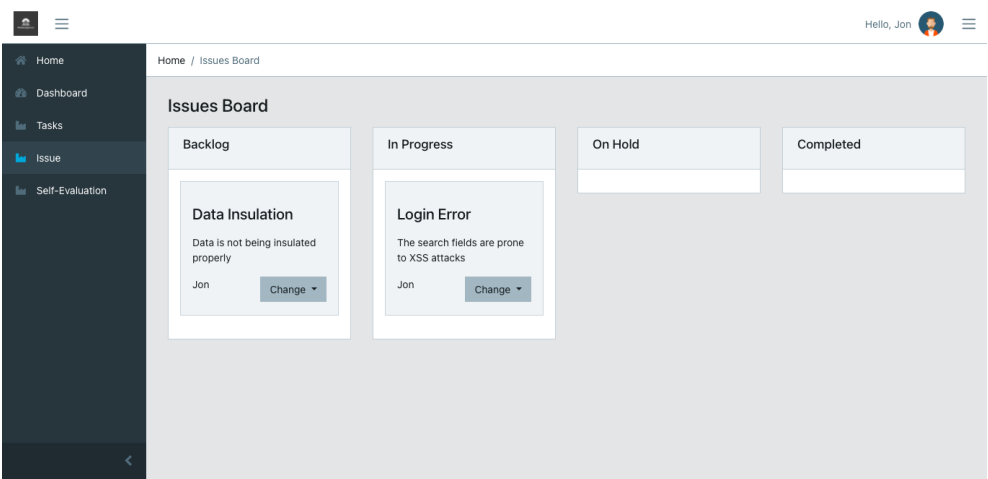 Hello, Jon
Home
Dashboard
Tasks
Issue
Self-Evaluation
Home / Issues Board
Issues Board
Backlog
Data Insulation
Data is not being insulated
properly
Jon
Change
In Progress
Login Error
The search fields are prone
to XSS attacks
Jon
Change
On Hold
Completed